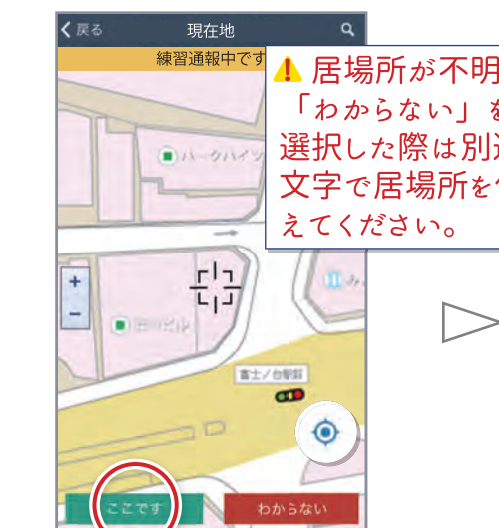 戻る
現在地
練習通報中です
居場所が不明
「わからない」を
選択した際は別途
文字で居場所を
えてください。
パークハイツ
+
−
富士ノ台駅前
ここです
わからない